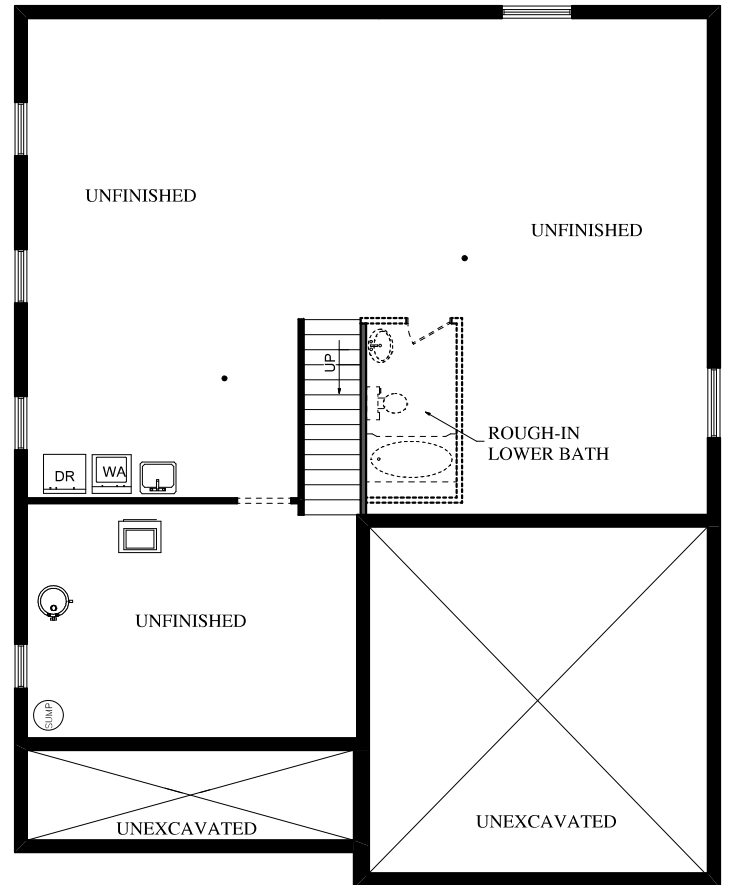 UNFINISHED
UNFINISHED
UP
ROUGH-IN
LOWER BATH
DR
WA
UNFINISHED
SUMP
UNEXCAVATED
UNEXCAVATED